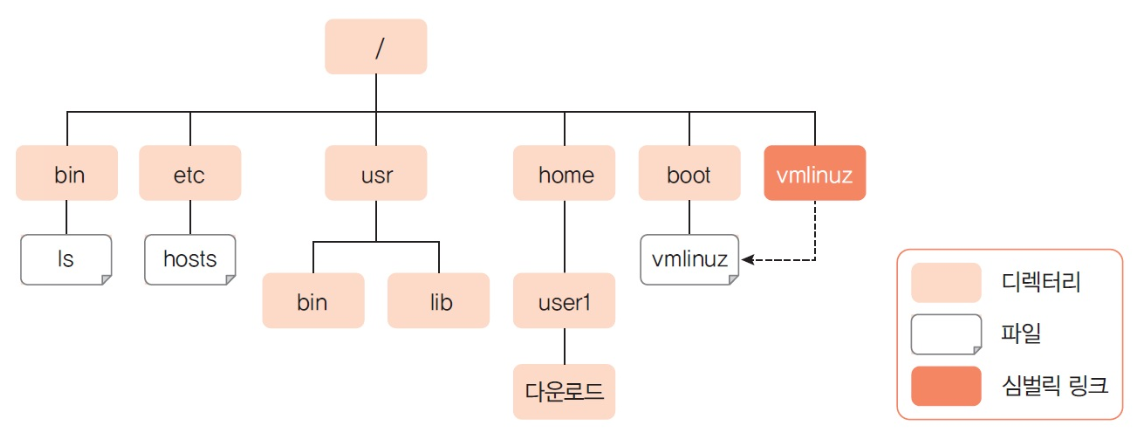 /
bin
etc
usr
home
boot
vmlinuz
ls
hosts
vmlinuz
bin
lib
user1
다운로드
디렉터리
파일
심벌릭 링크